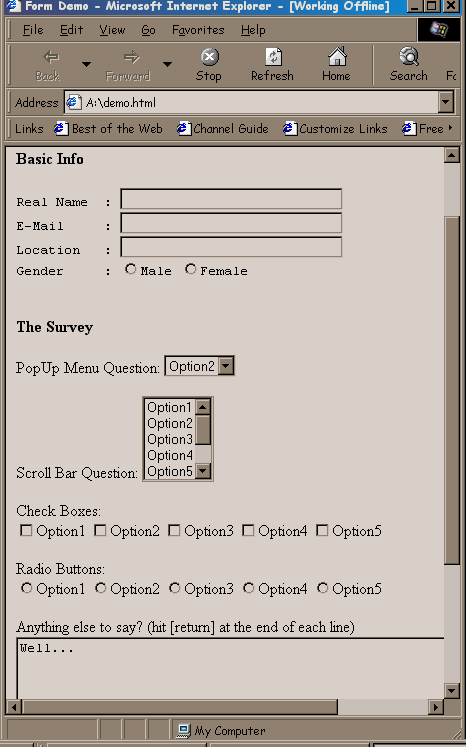 Form Demo - Microsoft Internet Explorer - [Working Offline]
File Edit View Go Favorites Help
Back Forward Stop Refresh Home Search
Address A:\demo.html
Links Best of the Web Channel Guide Customize Links Free
Basic Info
Real Name :
E-Mail :
Location :
Gender : Male Female
The Survey
PopUp Menu Question: Option2
Option1
Option2
Option3
Option4
Scroll Bar Question: Option5
Check Boxes:
Option1 Option2 Option3 Option4 Option5
Radio Buttons:
Option1 Option2 Option3 Option4 Option5
Anything else to say? (hit [return] at the end of each line)
Well...
My Computer